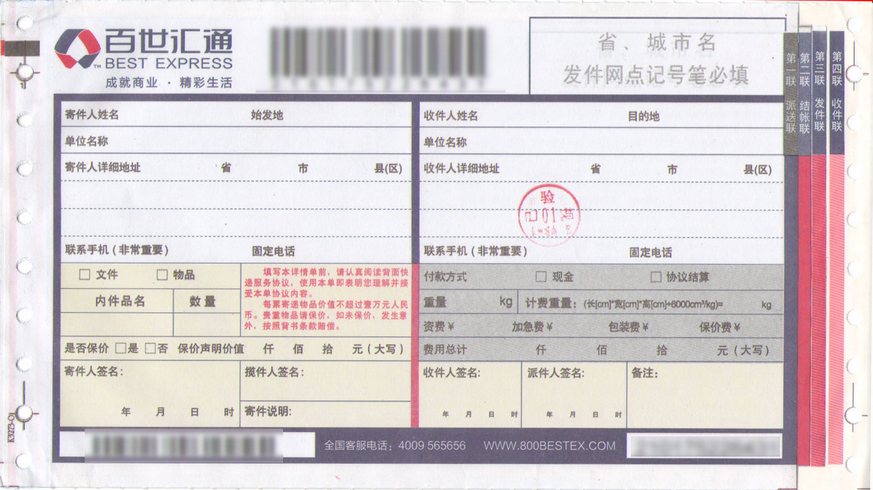 百世汇通
BEST EXPRESS
TM
成就商业 · 精彩生活
省、城市名
发件网点记号笔必填
第一联 派送联
第二联 结帐联
第三联 发件联
第四联 收件联
寄件人姓名 始发地
单位名称
寄件人详细地址 省 市 县(区)
联系手机(非常重要) 固定电话
收件人姓名 目的地
单位名称
收件人详细地址 省 市 县(区)
验
01
联系手机(非常重要) 固定电话
□ 文件 □ 物品
内件品名 数量
填写本详情单前,请认真阅读背面快
递服务协议,使用本单即表明您理解并接
受本单协议内容。
每票寄递物品价值不超过壹万元人民
币。贵重物品请保价,如未保价,发生意
外,按照背书条款赔偿。
是否保价 □是 □否 保价声明价值 仟 佰 拾 元(大写)
付款方式 □ 现金 □ 协议结算
重量 kg 计费重量:(长[cm]*宽[cm]*高[cm]÷6000cm³/kg)= kg
资费¥ 加急费¥ 包装费¥ 保价费¥
费用总计 仟 佰 拾 元(大写)
寄件人签名:
年 月 日 时
揽件人签名:
寄件说明:
收件人签名:
年 月 日 时
派件人签名:
年 月 日 时
备注:
全国客服电话:4009 565656 WWW.800BESTEX.COM